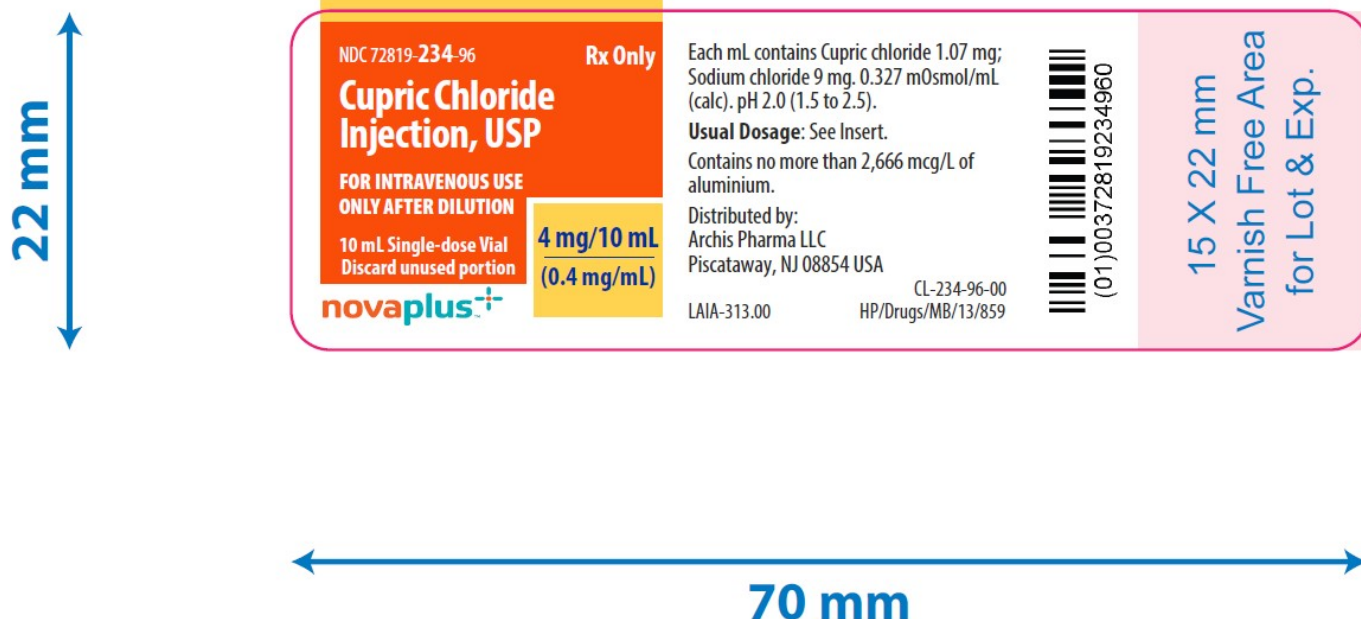 22 mm
NDC 72819-234-96 Rx Only
Cupric Chloride
Injection, USP
FOR INTRAVENOUS USE
ONLY AFTER DILUTION
10 mL Single-dose Vial
Discard unused portion
4 mg/10 mL
(0.4 mg/mL)
novaplus+™
Each mL contains Cupric chloride 1.07 mg;
Sodium chloride 9 mg. 0.327 mOsmol/mL
(calc). pH 2.0 (1.5 to 2.5).
Usual Dosage: See Insert.
Contains no more than 2,666 mcg/L of
aluminium.
Distributed by:
Archis Pharma LLC
Piscataway, NJ 08854 USA
CL-234-96-00
LAIA-313.00 HP/Drugs/MB/13/859
(01)00372819234960
15 X 22 mm
Varnish Free Area
for Lot & Exp.
70 mm